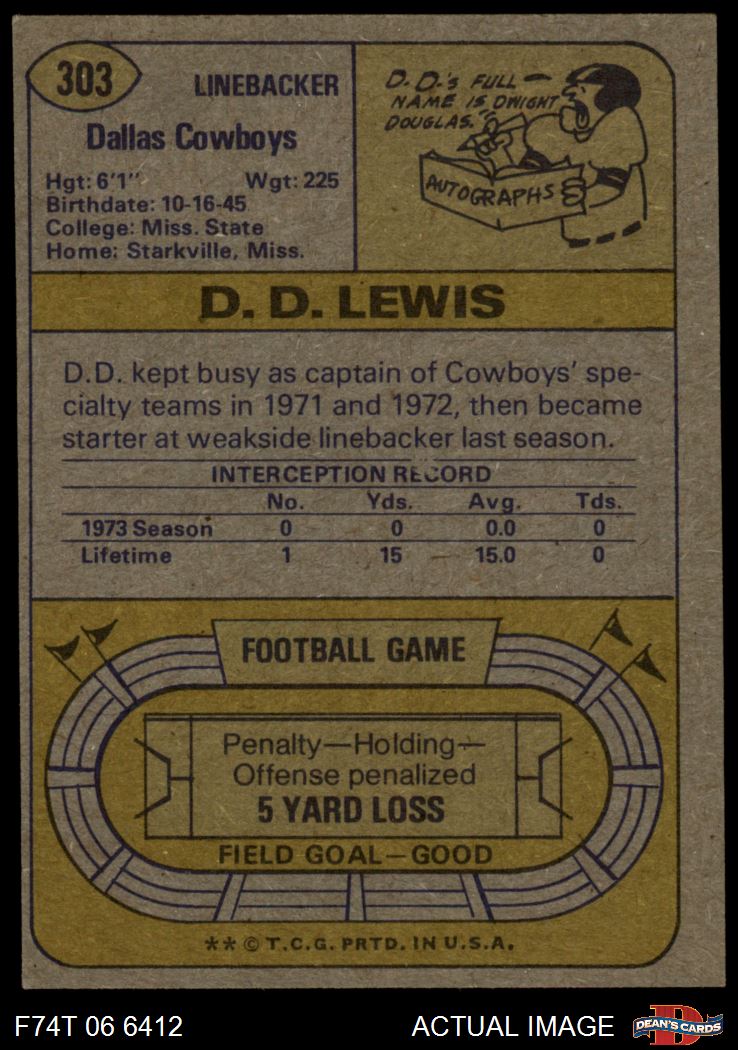 303
LINEBACKER
Dallas Cowboys
Hgt: 6'1" Wgt: 225
Birthdate: 10-16-45
College: Miss. State
Home: Starkville, Miss.
D.D.'s FULL
NAME IS DWIGHT
DOUGLAS.
AUTOGRAPHS
D. D. LEWIS
D.D. kept busy as captain of Cowboys' spe-
cialty teams in 1971 and 1972, then became
starter at weakside linebacker last season.
INTERCEPTION RECORD
No. Yds. Avg. Tds.
1973 Season 0 0 0.0 0
Lifetime 1 15 15.0 0
FOOTBALL GAME
Penalty—Holding—
Offense penalized
5 YARD LOSS
FIELD GOAL—GOOD
** © T.C.G. PRTD. IN U.S.A.
F74T 06 6412 ACTUAL IMAGE
D
DEAN'S CARDS